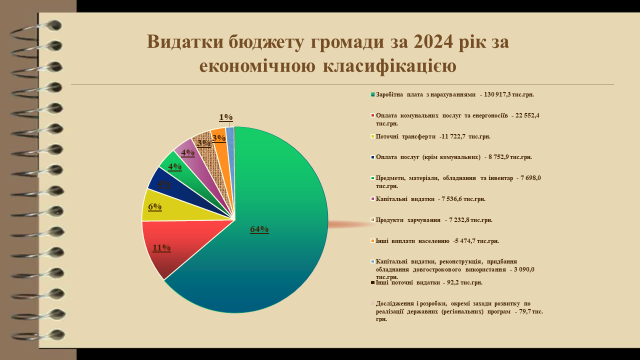 Видатки бюджету громади за 2024 рік за
економічною класифікацією
1%
3%
3%
4%
4%
6%
11%
64%
Заробітна плата з нарахуваннями - 130 917,3 тис.грн.
Оплата комунальних послуг та енергоносіїв - 22 552,4
тис.грн.
Поточні трансферти -11 722,7 тис.грн.
Оплата послуг (крім комунальних) - 8 752,9 тис.грн.
Предмети, матеріали, обладнання та інвентар - 7 698,0
тис.грн.
Капітальні видатки - 7 536,6 тис.грн.
Продукти харчування - 7 232,8 тис.грн.
Інші виплати населенню -5 474,7 тис.грн.
Капітальні видатки, реконструкція, придбання
обладнання довгострокового використання - 3 090,0
тис.грн.
Інші поточні видатки - 92,2 тис.грн.
Дослідження і розробки, окремі заходи розвитку по
реалізації державних (регіональних) програм - 79,7 тис.
грн.